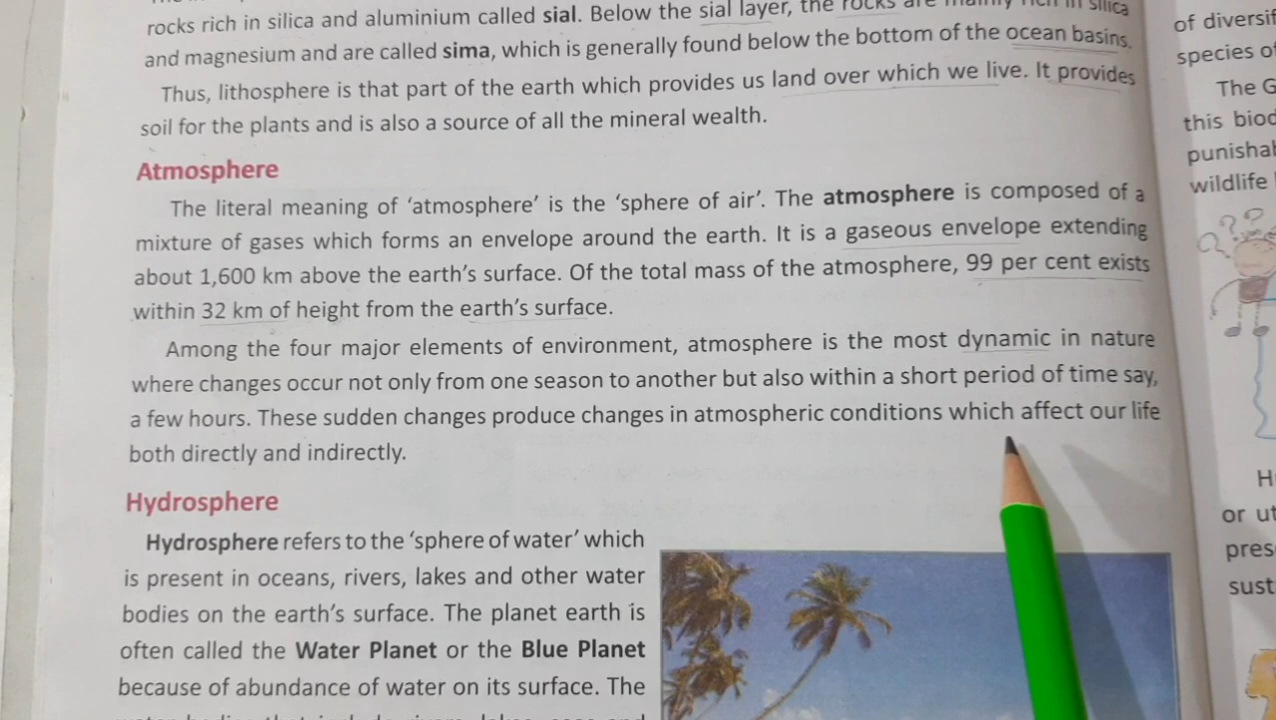 rocks rich in silica and aluminium called sial. Below the sial layer, the rocks are mainly rich in silica
and magnesium and are called sima, which is generally found below the bottom of the ocean basins.
Thus, lithosphere is that part of the earth which provides us land over which we live. It provides
soil for the plants and is also a source of all the mineral wealth.
Atmosphere
The literal meaning of ‘atmosphere’ is the ‘sphere of air’. The atmosphere is composed of a
mixture of gases which forms an envelope around the earth. It is a gaseous envelope extending
about 1,600 km above the earth’s surface. Of the total mass of the atmosphere, 99 per cent exists
within 32 km of height from the earth’s surface.
Among the four major elements of environment, atmosphere is the most dynamic in nature
where changes occur not only from one season to another but also within a short period of time say,
a few hours. These sudden changes produce changes in atmospheric conditions which affect our life
both directly and indirectly.
Hydrosphere
Hydrosphere refers to the ‘sphere of water’ which
is present in oceans, rivers, lakes and other water
bodies on the earth’s surface. The planet earth is
often called the Water Planet or the Blue Planet
because of abundance of water on its surface. The
of
species
The
this
wildlife
or